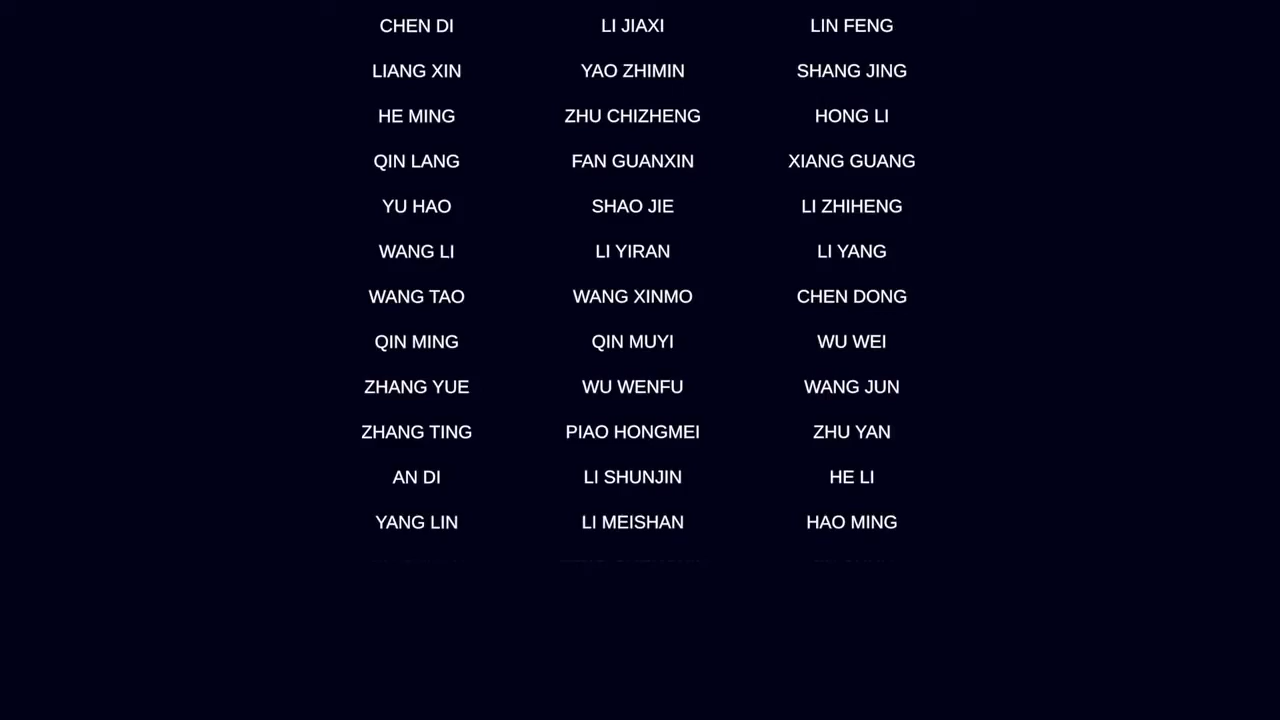 CHEN DI LI JIAXI LIN FENG
LIANG XIN YAO ZHIMIN SHANG JING
HE MING ZHU CHIZHENG HONG LI
QIN LANG FAN GUANXIN XIANG GUANG
YU HAO SHAO JIE LI ZHIHENG
WANG LI LI YIRAN LI YANG
WANG TAO WANG XINMO CHEN DONG
QIN MING QIN MUYI WU WEI
ZHANG YUE WU WENFU WANG JUN
ZHANG TING PIAO HONGMEI ZHU YAN
AN DI LI SHUNJIN HE LI
YANG LIN LI MEISHAN HAO MING